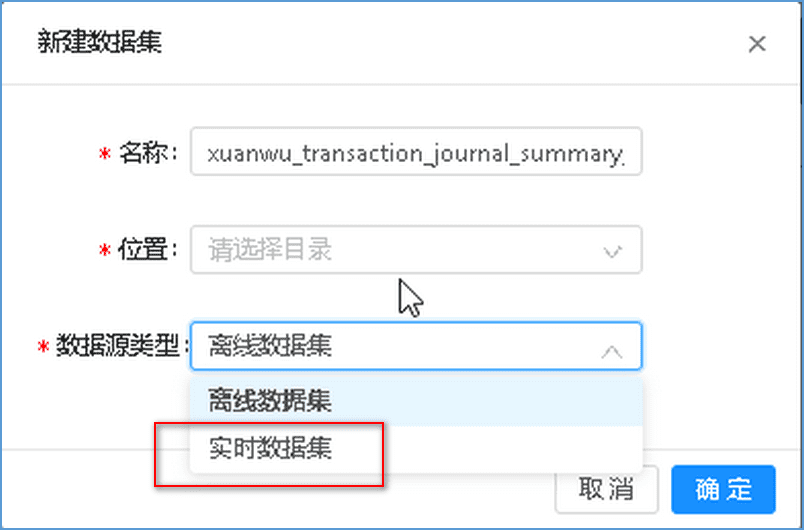 新建数据集
* 名称: xuanwu_transaction_journal_summary_
* 位置: 请选择目录
* 数据源类型: 离线数据集
离线数据集
实时数据集
取消 确定